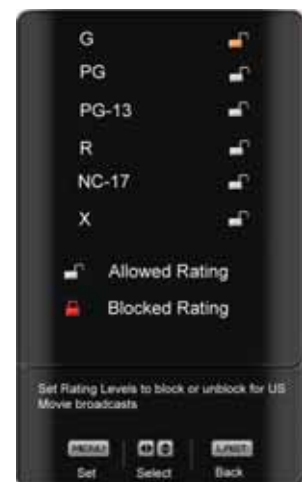 G
PG
PG-13
R
NC-17
X
Allowed Rating
Blocked Rating
Set Rating Levels to block or unblock for US
Movie broadcasts
MENU LAST
Set Select Back